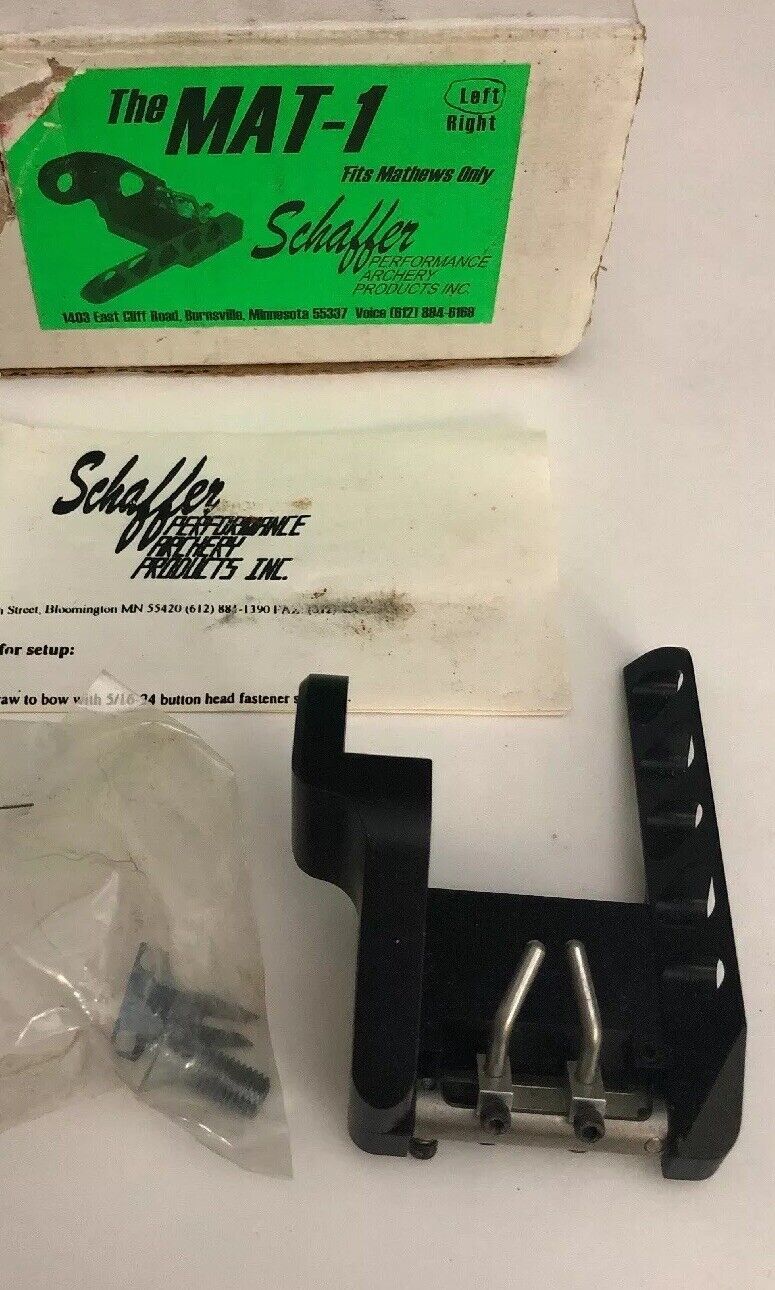 The MAT-1
Left
Right
Fits Mathews Only
Schaffer
PERFORMANCE
ARCHERY
PRODUCTS INC.
1403 East Cliff Road, Burnsville, Minnesota 55337 Voice (612) 894-6169
Schaffer
PERFORMANCE
ARCHERY
PRODUCTS INC.
Street, Bloomington MN 55420 (612) 881-1390
for setup:
to bow with 5/16-24 button head fastener